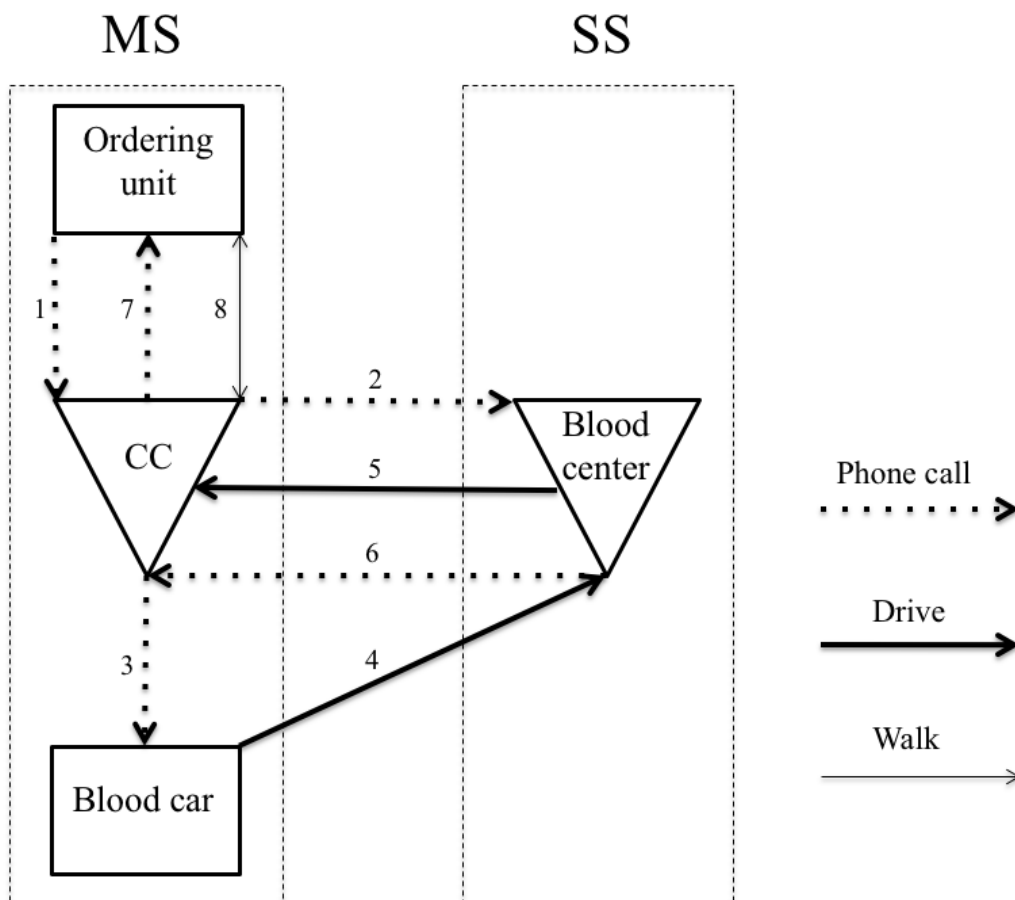 MS
SS
Ordering
unit
1
7
8
2
CC
Blood
center
5
6
3
4
Blood car
Phone call
Drive
Walk